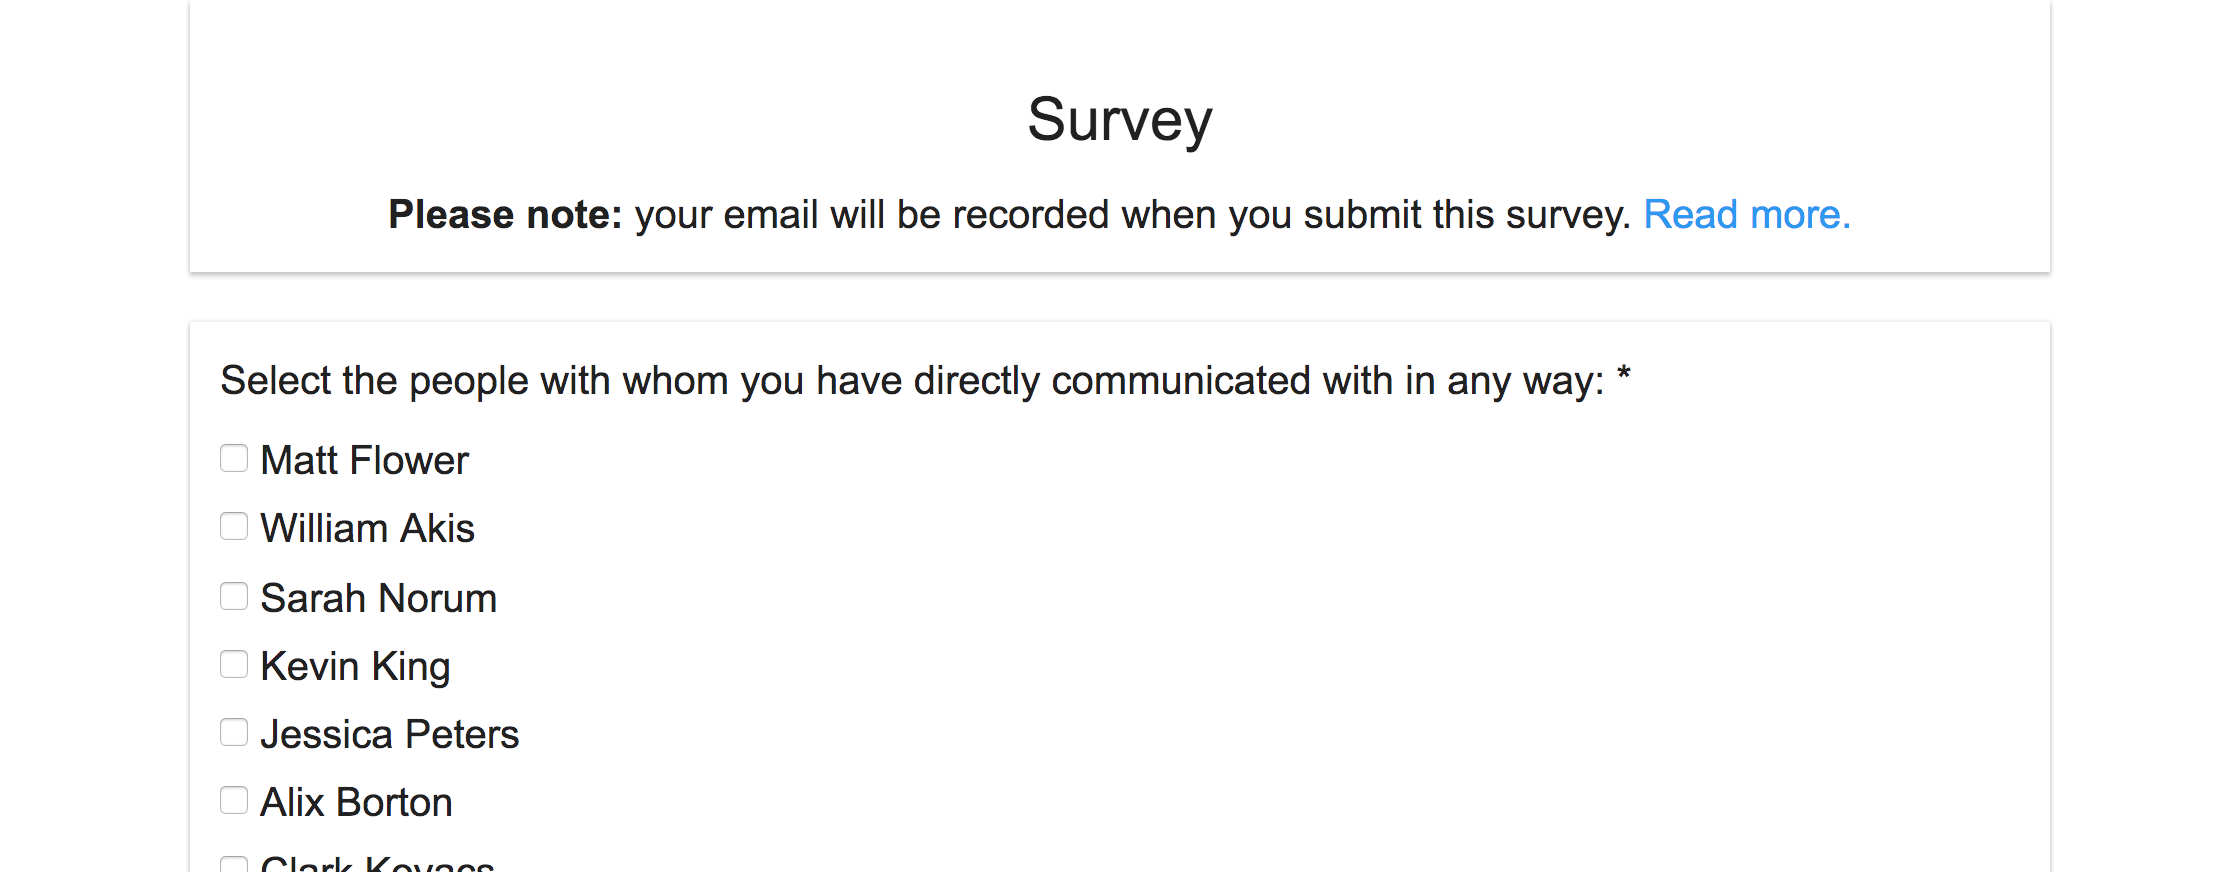 Survey
Please note: your email will be recorded when you submit this survey. Read more.
Select the people with whom you have directly communicated with in any way: *
Matt Flower
William Akis
Sarah Norum
Kevin King
Jessica Peters
Alix Borton
Clark Kovacs